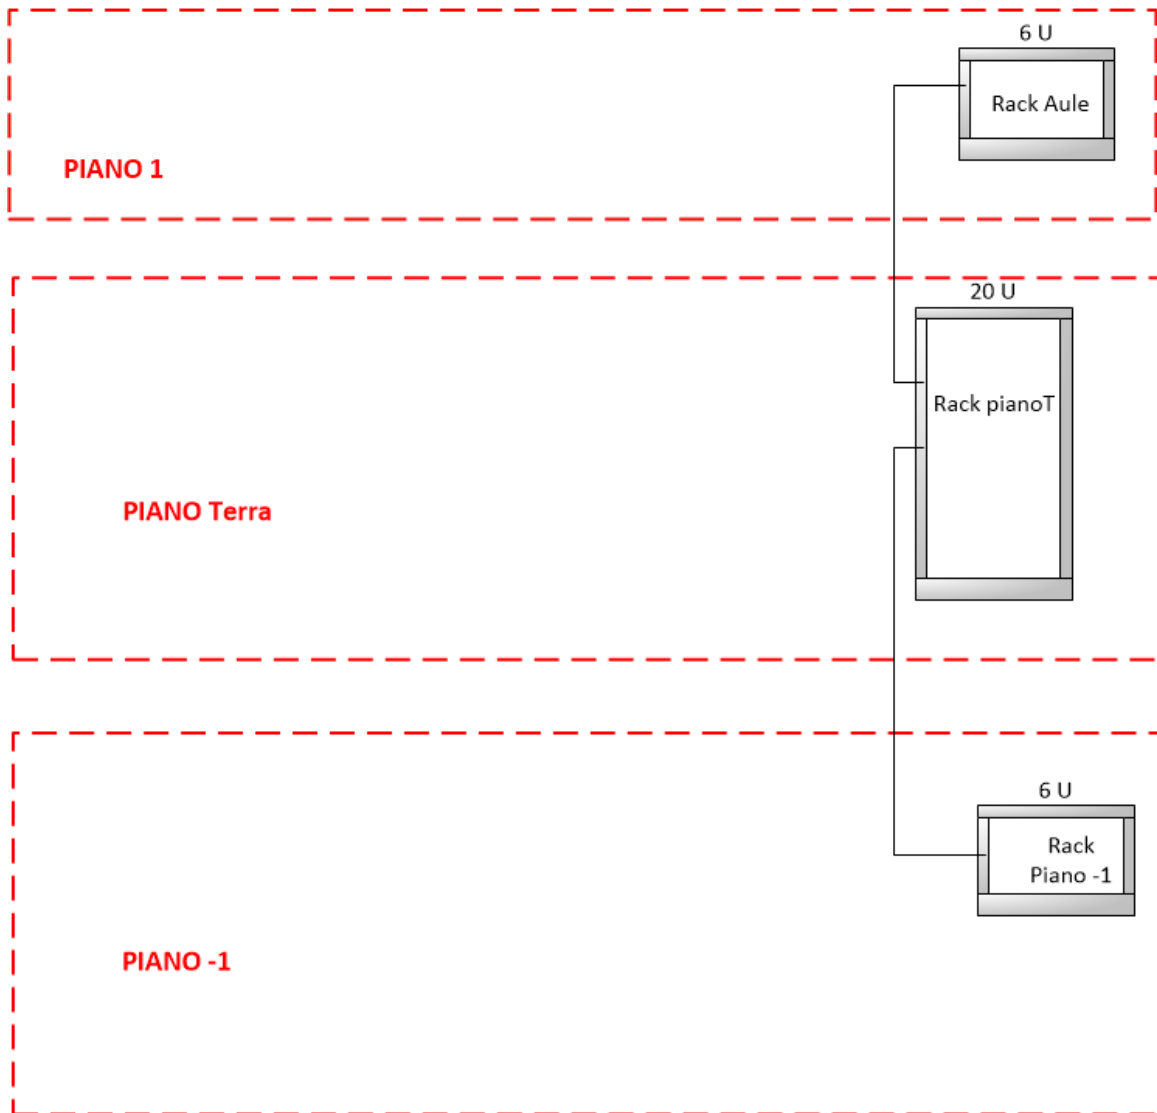 6 U
Rack Aule
PIANO 1
20 U
Rack pianoT
PIANO Terra
6 U
Rack
Piano -1
PIANO -1